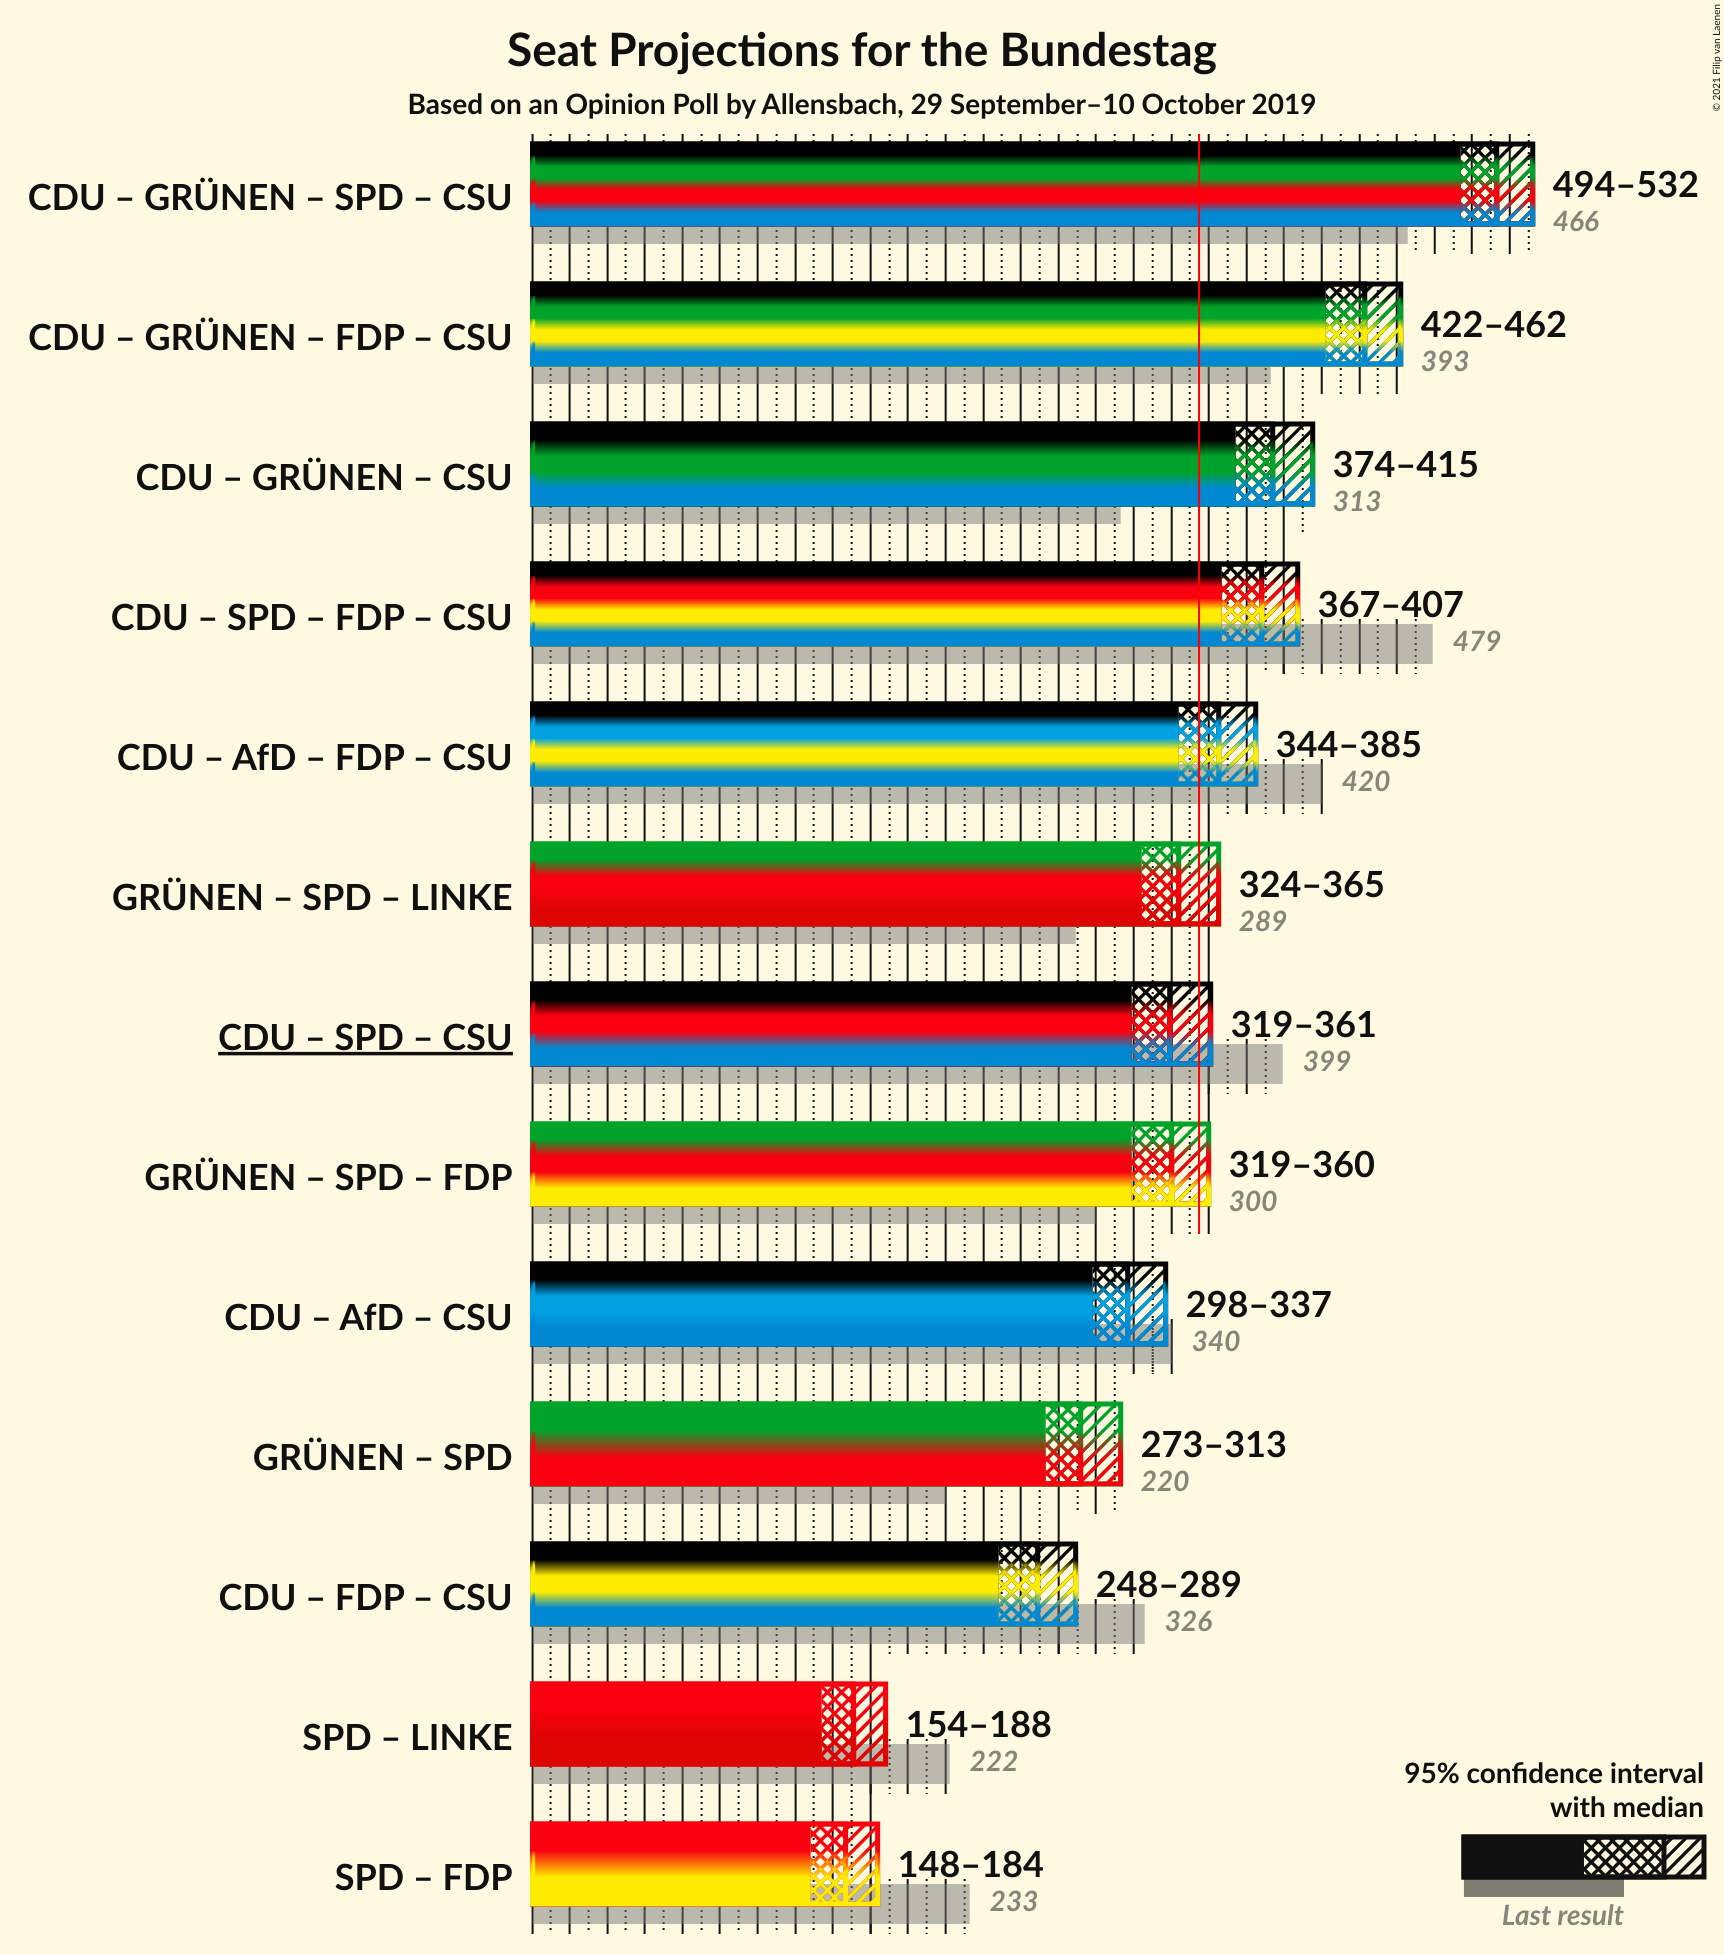 Seat Projections for the Bundestag
Based on an Opinion Poll by Allensbach, 29 September–10 October 2019
© 2021 Filip van Laenen
CDU – GRÜNEN – SPD – CSU
494–532
466
CDU – GRÜNEN – FDP – CSU
422–462
393
CDU – GRÜNEN – CSU
374–415
313
CDU – SPD – FDP – CSU
367–407
479
CDU – AfD – FDP – CSU
344–385
420
GRÜNEN – SPD – LINKE
324–365
289
CDU – SPD – CSU
319–361
399
GRÜNEN – SPD – FDP
319–360
300
CDU – AfD – CSU
298–337
340
GRÜNEN – SPD
273–313
220
CDU – FDP – CSU
248–289
326
SPD – LINKE
154–188
222
SPD – FDP
148–184
233
95% confidence interval
with median
Last result